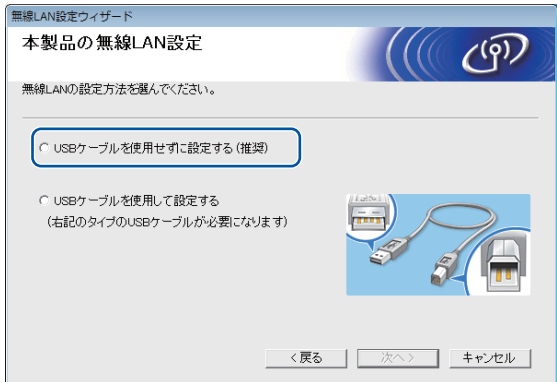 無線LAN設定ウィザード
本製品の無線LAN設定
無線LANの設定方法を選んでください。
USBケーブルを使用せずに設定する(推奨)
USBケーブルを使用して設定する
(右記のタイプのUSBケーブルが必要になります)
<戻る 次へ> キャンセル